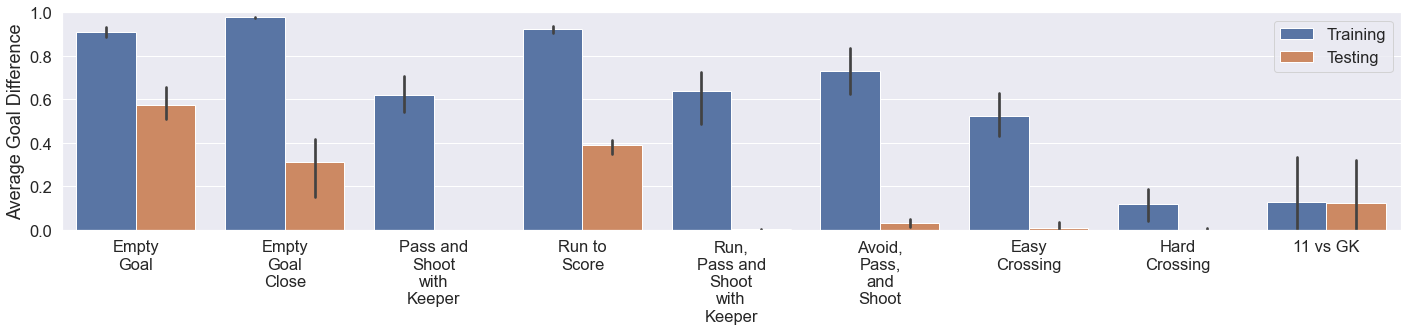 Average Goal Difference
1.0
0.8
0.6
0.4
0.2
0.0
Training
Testing
Empty
Goal
Empty
Goal
Close
Pass and
Shoot
with
Keeper
Run to
Score
Run,
Pass and
Shoot
with
Keeper
Avoid,
Pass,
and
Shoot
Easy
Crossing
Hard
Crossing
11 vs GK